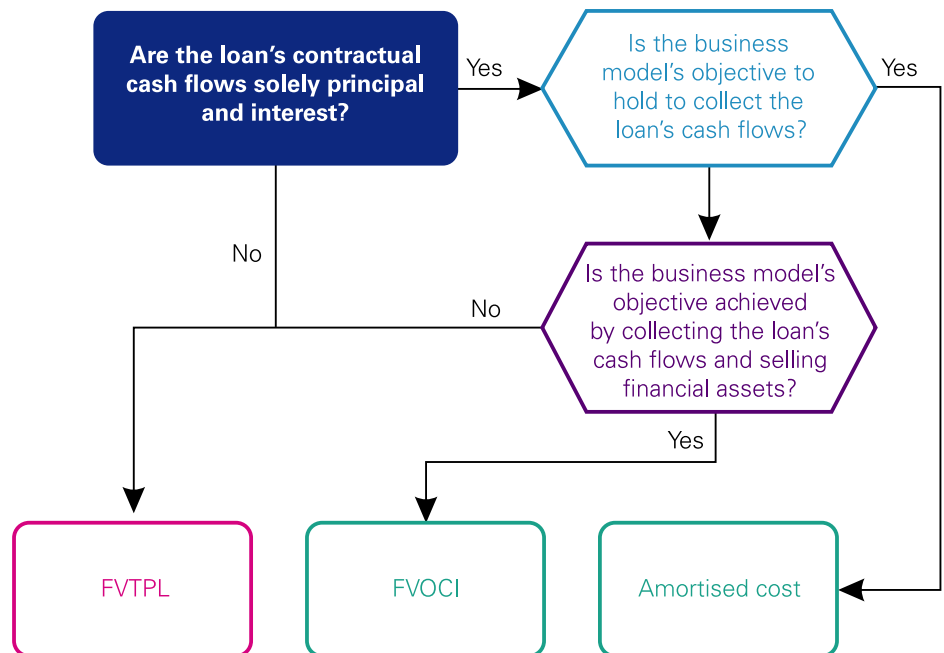 Are the loan’s contractual
cash flows solely principal
and interest?
Yes
Is the business
model’s objective to
hold to collect the
loan’s cash flows?
Yes
No
Is the business model’s
objective achieved
by collecting the loan’s
cash flows and selling
financial assets?
No
Yes
FVTPL
FVOCI
Amortised cost